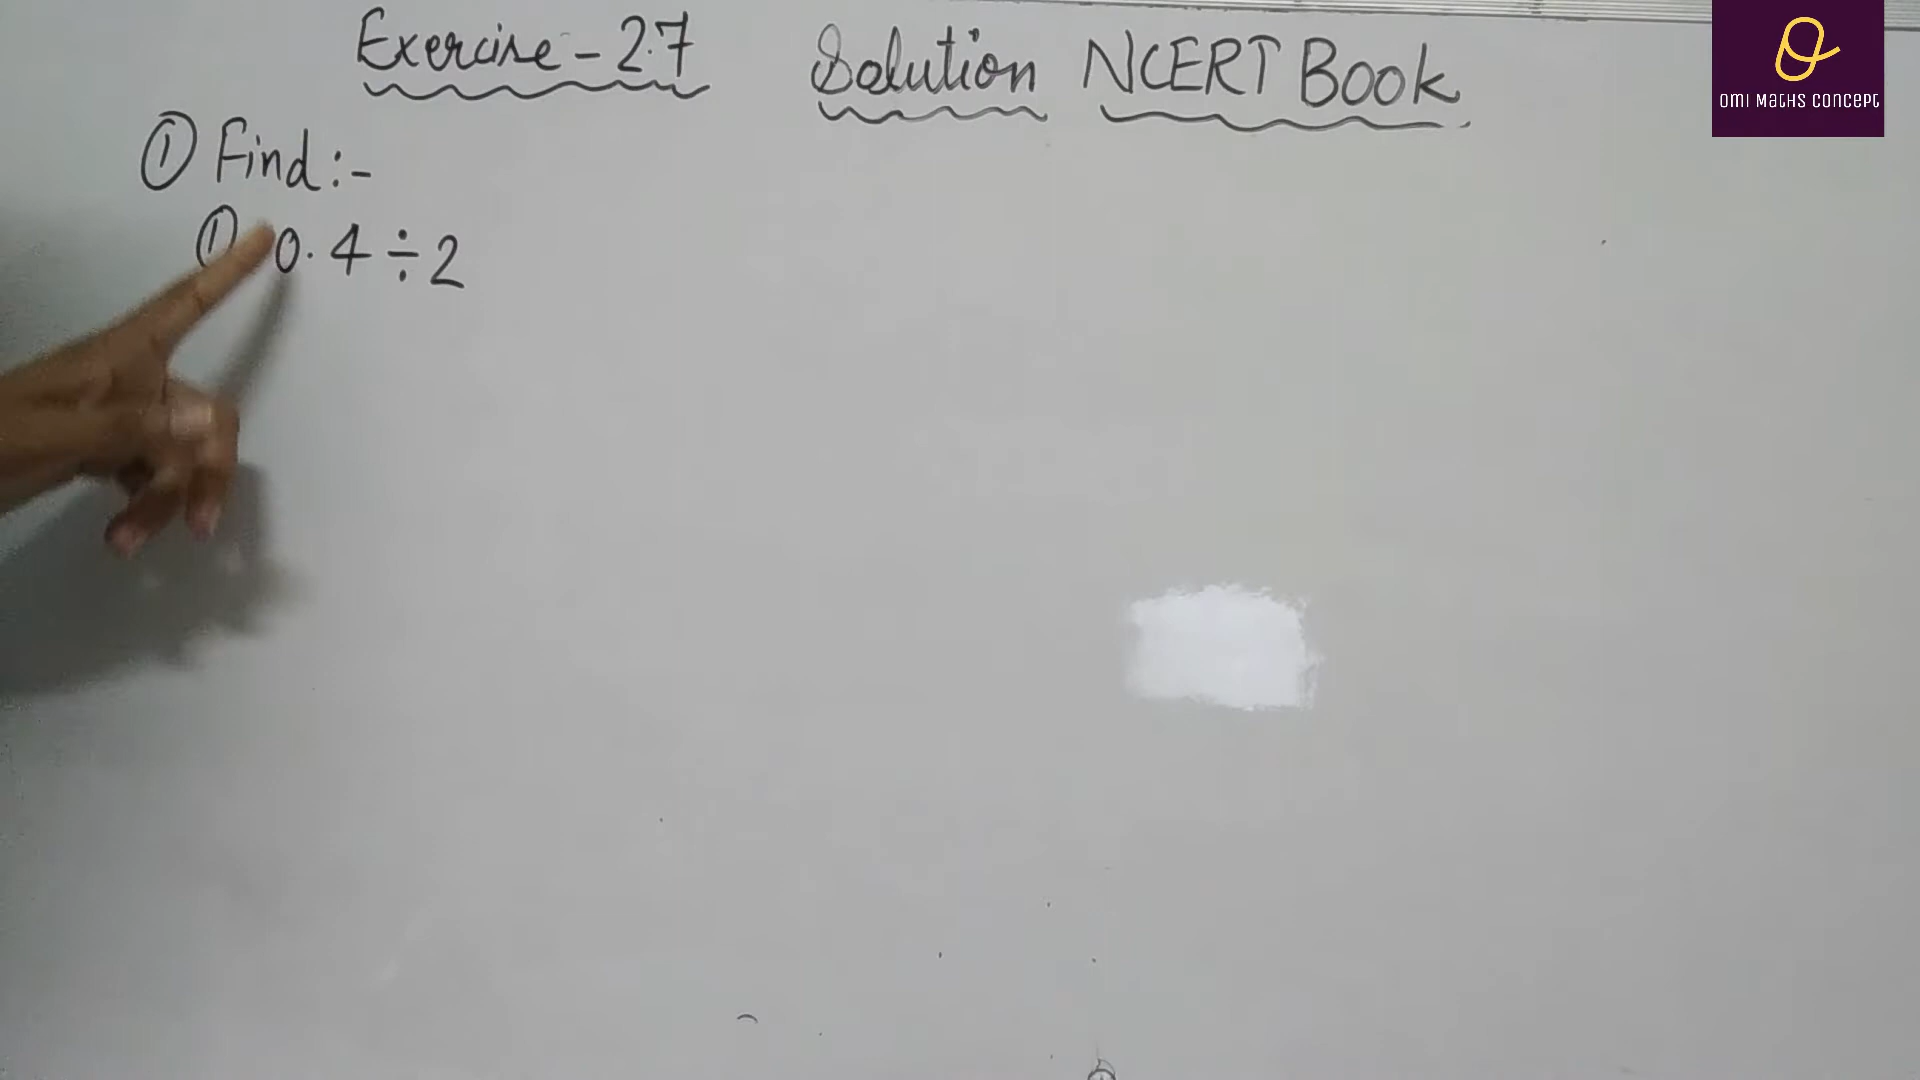 Exercise - 2.7 Solution NCERT Book
OMI MATHS CONCEPT
① Find :-
① 0.4 ÷ 2